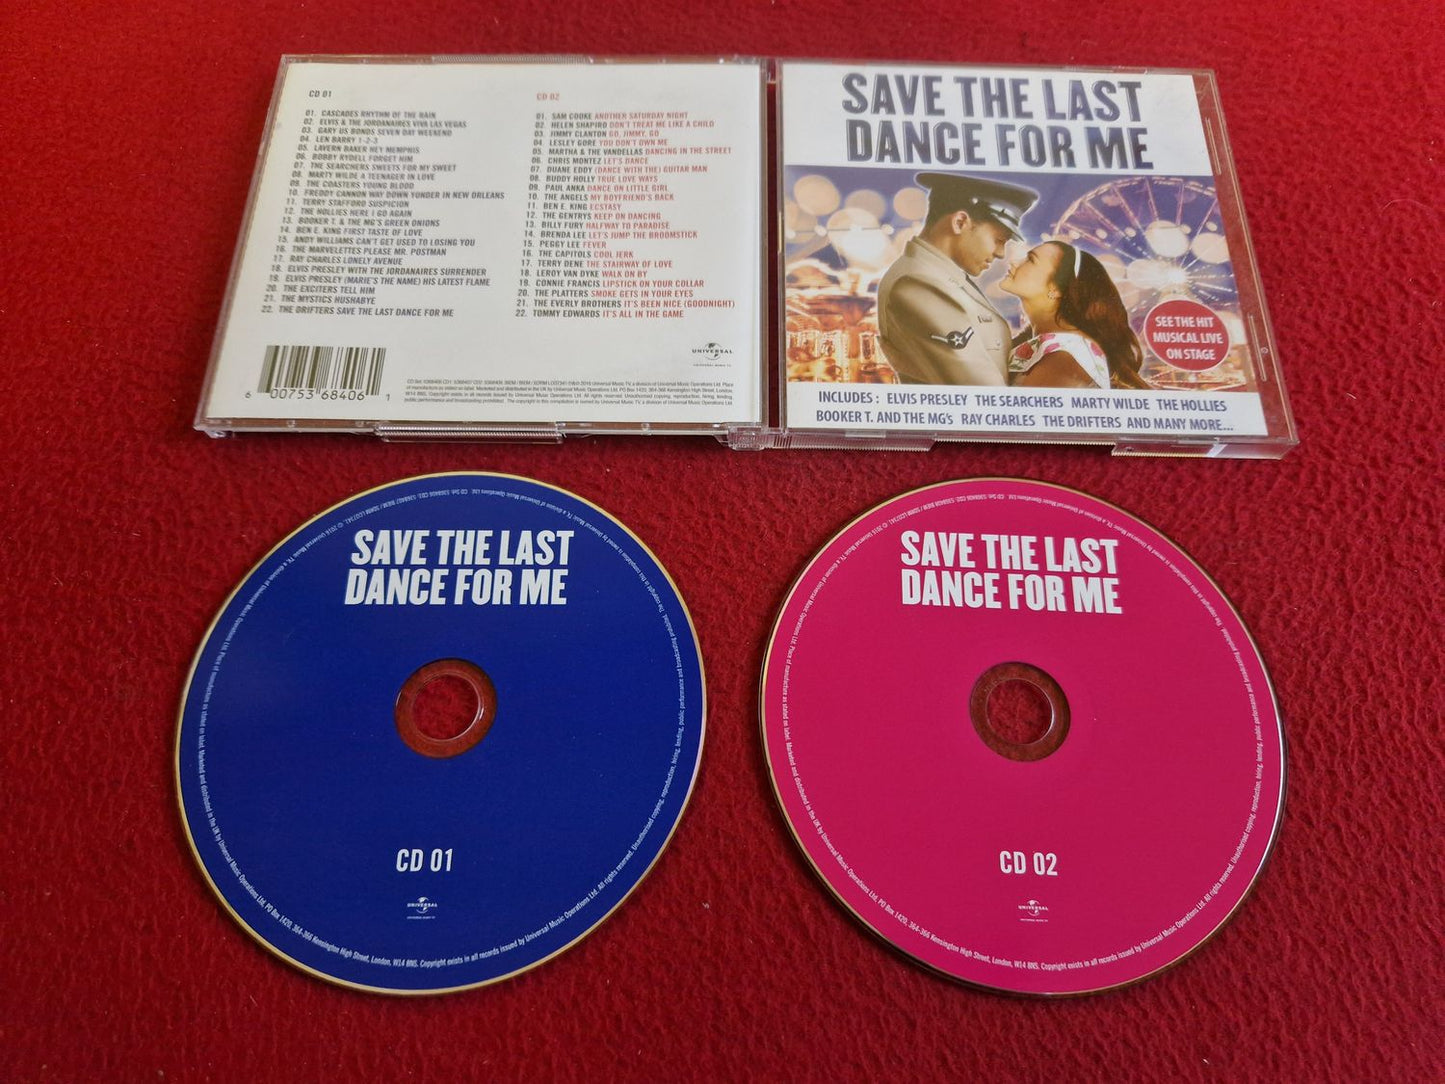 CD 01
01. CASCADES RHYTHM OF THE RAIN
02. ELVIS & THE JORDANAIRES VIVA LAS VEGAS
03. GARY US BONDS SEVEN DAY WEEKEND
04. LEN BARRY 1-2-3
05. LAVERN BAKER HEY MEMPHIS
06. BOBBY RYDELL FORGET HIM
07. THE SEARCHERS SWEETS FOR MY SWEET
08. MARTY WILDE A TEENAGER IN LOVE
09. THE COASTERS YOUNG BLOOD
10. FREDDY CANNON WAY DOWN YONDER IN NEW ORLEANS
11. TERRY STAFFORD SUSPICION
12. THE HOLLIES HERE I GO AGAIN
13. BOOKER T. & THE MG'S GREEN ONIONS
14. BEN E. KING FIRST TASTE OF LOVE
15. ANDY WILLIAMS CAN'T GET USED TO LOSING YOU
16. THE MARVELETTES PLEASE MR. POSTMAN
17. RAY CHARLES LONELY AVENUE
18. ELVIS PRESLEY WITH THE JORDANAIRES SURRENDER
19. ELVIS PRESLEY (MARIE'S THE NAME) HIS LATEST FLAME
20. THE EXCITERS TELL HIM
21. THE MYSTICS HUSHABYE
22. THE DRIFTERS SAVE THE LAST DANCE FOR ME
CD 02
01. SAM COOKE ANOTHER SATURDAY NIGHT
02. HELEN SHAPIRO DON'T TREAT ME LIKE A CHILD
03. JIMMY CLANTON GO, JIMMY, GO
04. LESLEY GORE YOU DON'T OWN ME
05. MARTHA & THE VANDELLAS DANCING IN THE STREET
06. CHRIS MONTEZ LET'S DANCE
07. DUANE EDDY (DANCE WITH THE) GUITAR MAN
08. BUDDY HOLLY TRUE LOVE WAYS
09. PAUL ANKA DANCE ON LITTLE GIRL
10. THE ANGELS MY BOYFRIEND'S BACK
11. BEN E. KING ECSTASY
12. THE GENTRYS KEEP ON DANCING
13. BILLY FURY HALFWAY TO PARADISE
14. BRENDA LEE LET'S JUMP THE BROOMSTICK
15. PEGGY LEE FEVER
16. THE CAPITOLS COOL JERK
17. TERRY DENE THE STAIRWAY OF LOVE
18. LEROY VAN DYKE WALK ON BY
19. CONNIE FRANCIS LIPSTICK ON YOUR COLLAR
20. THE PLATTERS SMOKE GETS IN YOUR EYES
21. THE EVERLY BROTHERS IT'S BEEN NICE (GOODNIGHT)
22. TOMMY EDWARDS IT'S ALL IN THE GAME
UNIVERSAL
6 00753 68406 1
SAVE THE LAST
DANCE FOR ME
SEE THE HIT
MUSICAL LIVE
ON STAGE
INCLUDES : ELVIS PRESLEY THE SEARCHERS MARTY WILDE THE HOLLIES
BOOKER T. AND THE MG's RAY CHARLES THE DRIFTERS AND MANY MORE...
SAVE THE LAST
DANCE FOR ME
CD 01
UNIVERSAL
SAVE THE LAST
DANCE FOR ME
CD 02
UNIVERSAL